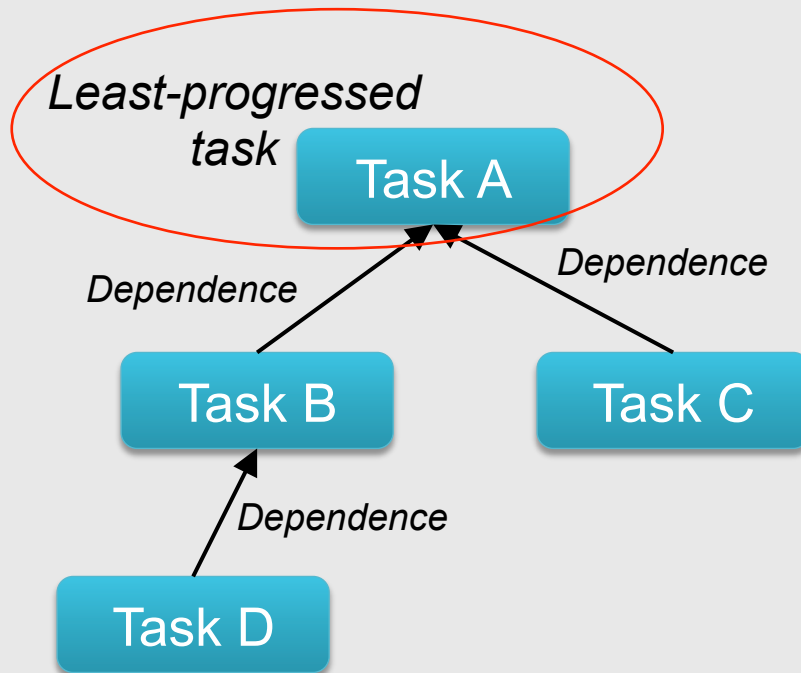 Least-progressed
task
Task A
Dependence
Dependence
Task B
Task C
Dependence
Task D